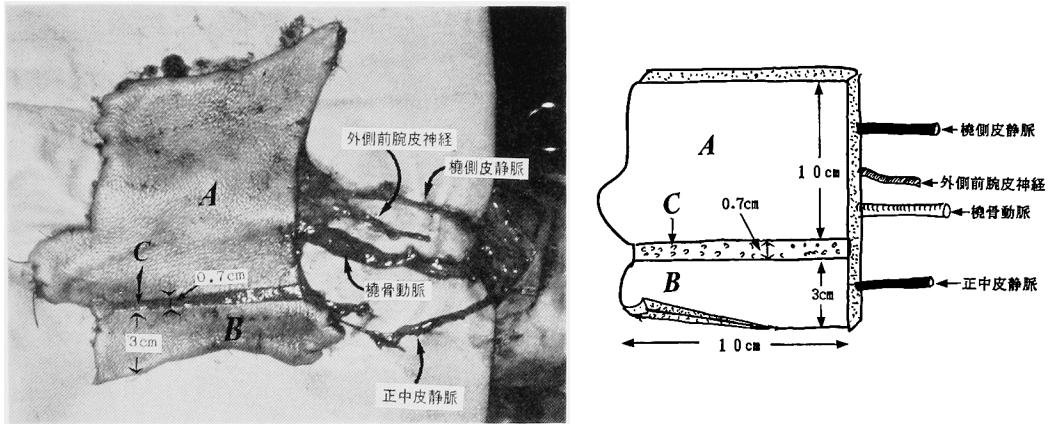 外側前腕皮神経
橈側皮静脈
A
C
0.7cm
橈骨動脈
B
3cm
正中皮静脈
A
10cm
橈側皮静脈
外側前腕皮神経
橈骨動脈
C
0.7cm
B
3cm
正中皮静脈
10cm